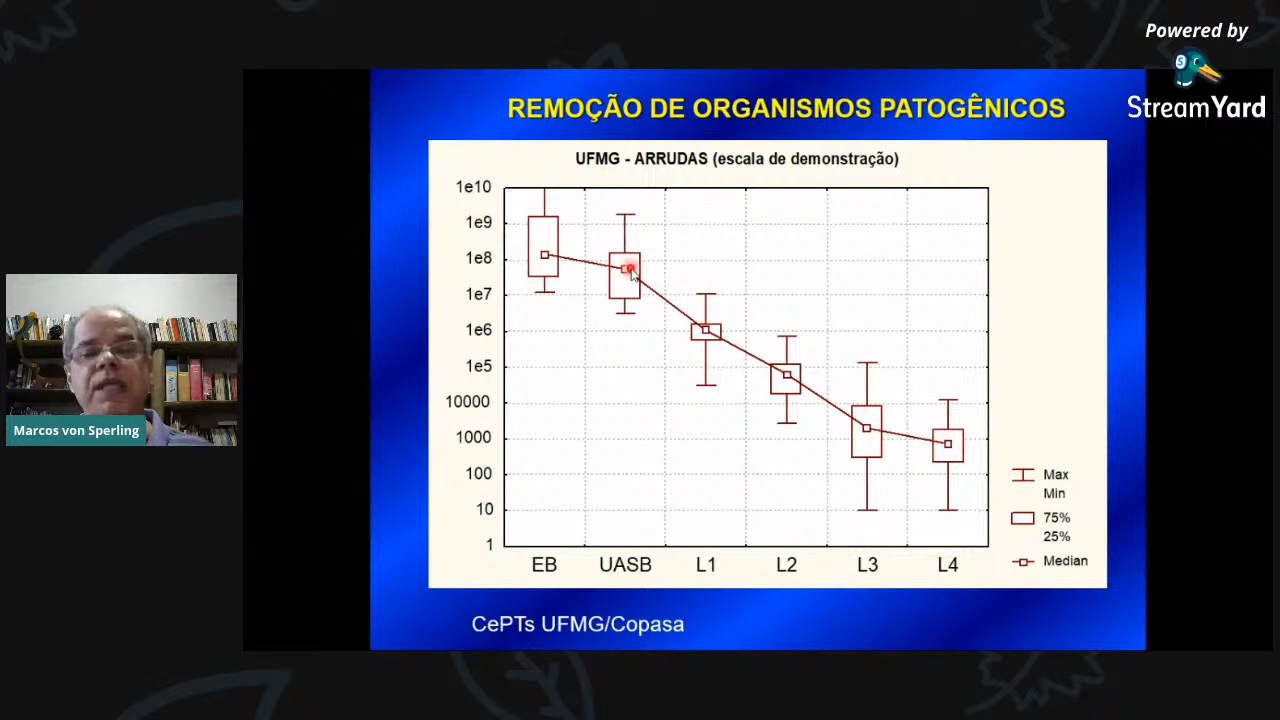 Powered by
StreamYard
REMOÇÃO DE ORGANISMOS PATOGÊNICOS
UFMG - ARRUDAS (escala de demonstração)
1e10
1e9
1e8
1e7
1e6
1e5
10000
1000
100
10
1
EB UASB L1 L2 L3 L4
Max
Min
75%
25%
Median
CePTs UFMG/Copasa
Marcos von Sperling